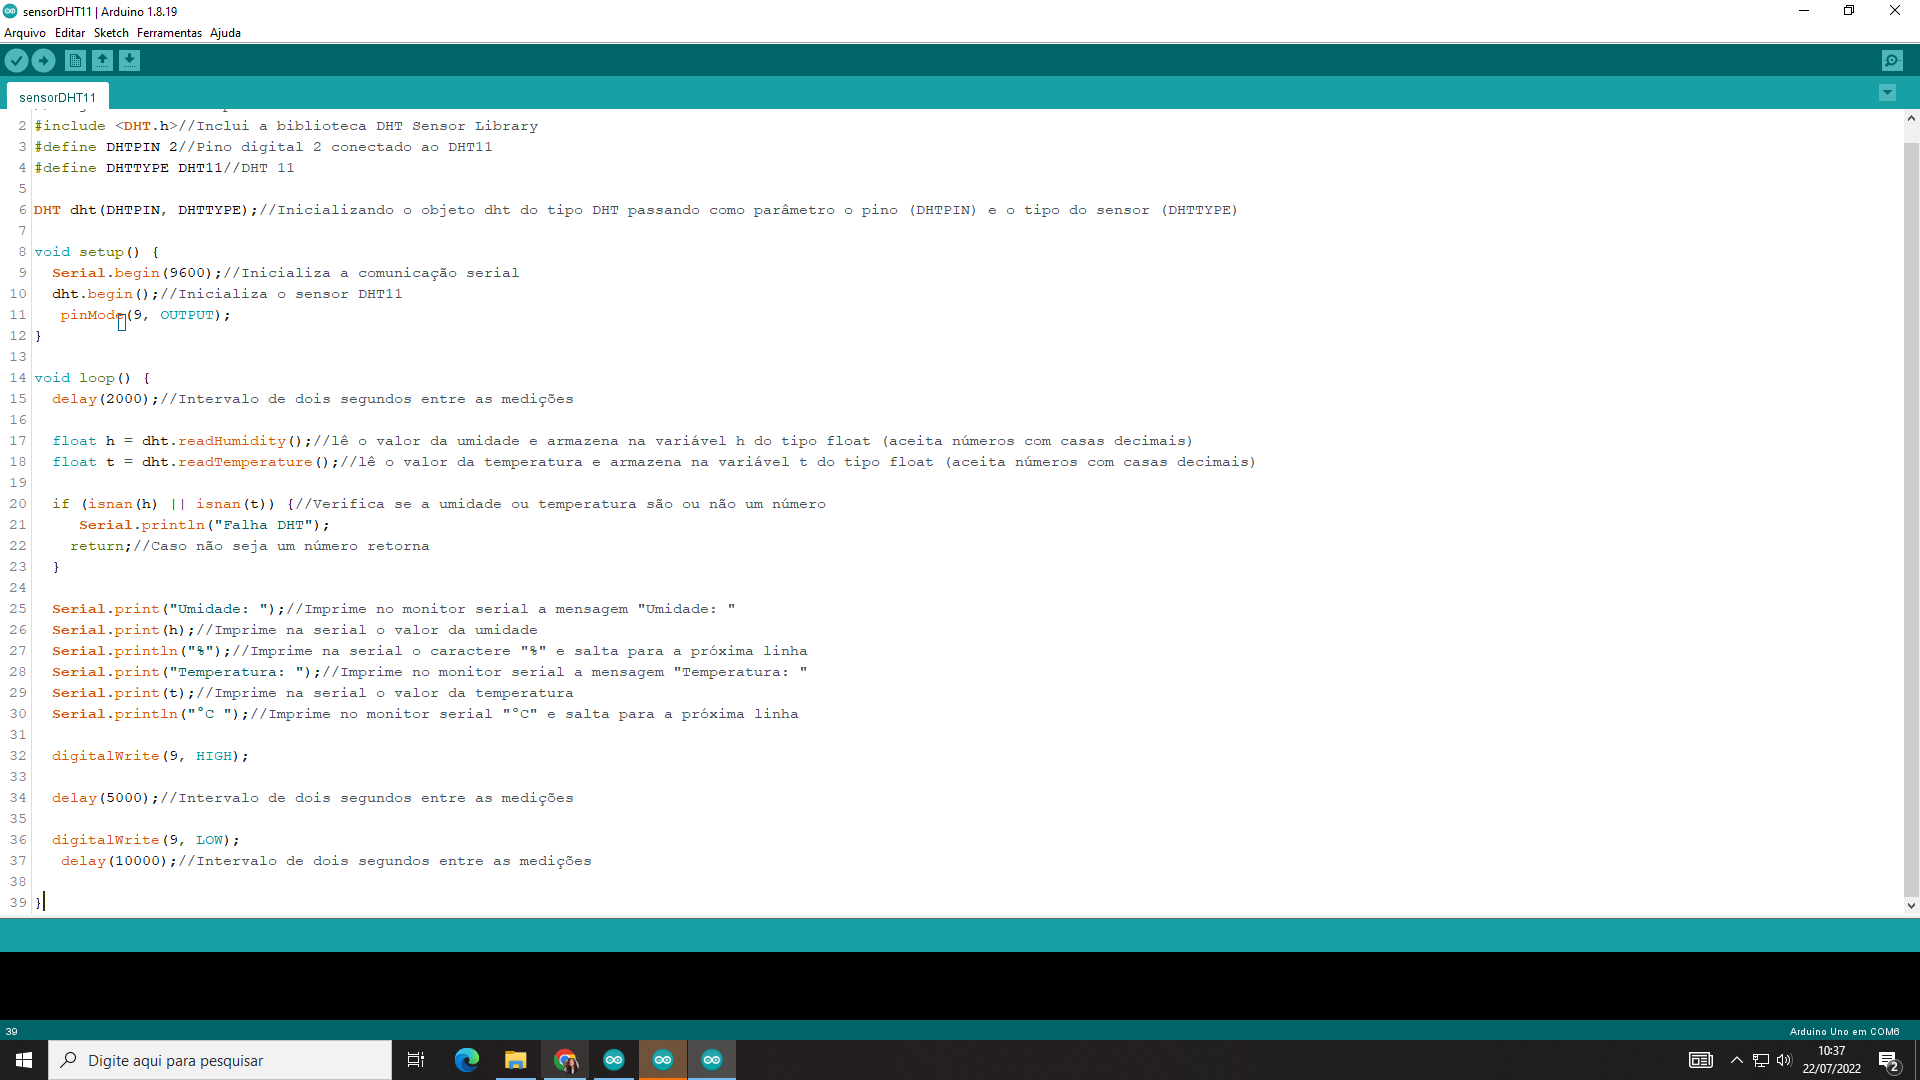 sensorDHT11 | Arduino 1.8.19
Arquivo Editar Sketch Ferramentas Ajuda
sensorDHT11
2 #include <DHT.h>//Inclui a biblioteca DHT Sensor Library
3 #define DHTPIN 2//Pino digital 2 conectado ao DHT11
4 #define DHTTYPE DHT11//DHT 11
5
6 DHT dht(DHTPIN, DHTTYPE);//Inicializando o objeto dht do tipo DHT passando como parâmetro o pino (DHTPIN) e o tipo do sensor (DHTTYPE)
7
8 void setup() {
9 Serial.begin(9600);//Inicializa a comunicação serial
10 dht.begin();//Inicializa o sensor DHT11
11 pinMode(9, OUTPUT);
12 }
13
14 void loop() {
15 delay(2000);//Intervalo de dois segundos entre as medições
16
17 float h = dht.readHumidity();//lê o valor da umidade e armazena na variável h do tipo float (aceita números com casas decimais)
18 float t = dht.readTemperature();//lê o valor da temperatura e armazena na variável t do tipo float (aceita números com casas decimais)
19
20 if (isnan(h) || isnan(t)) {//Verifica se a umidade ou temperatura são ou não um número
21 Serial.println("Falha DHT");
22 return;//Caso não seja um número retorna
23 }
24
25 Serial.print("Umidade: ");//Imprime no monitor serial a mensagem "Umidade: "
26 Serial.print(h);//Imprime na serial o valor da umidade
27 Serial.println("%");//Imprime na serial o caractere "%" e salta para a próxima linha
28 Serial.print("Temperatura: ");//Imprime no monitor serial a mensagem "Temperatura: "
29 Serial.print(t);//Imprime na serial o valor da temperatura
30 Serial.println("°C ");//Imprime no monitor serial "°C" e salta para a próxima linha
31
32 digitalWrite(9, HIGH);
33
34 delay(5000);//Intervalo de dois segundos entre as medições
35
36 digitalWrite(9, LOW);
37 delay(10000);//Intervalo de dois segundos entre as medições
38
39 }
39 Arduino Uno em COM6
Digite aqui para pesquisar
10:37
22/07/2022
2